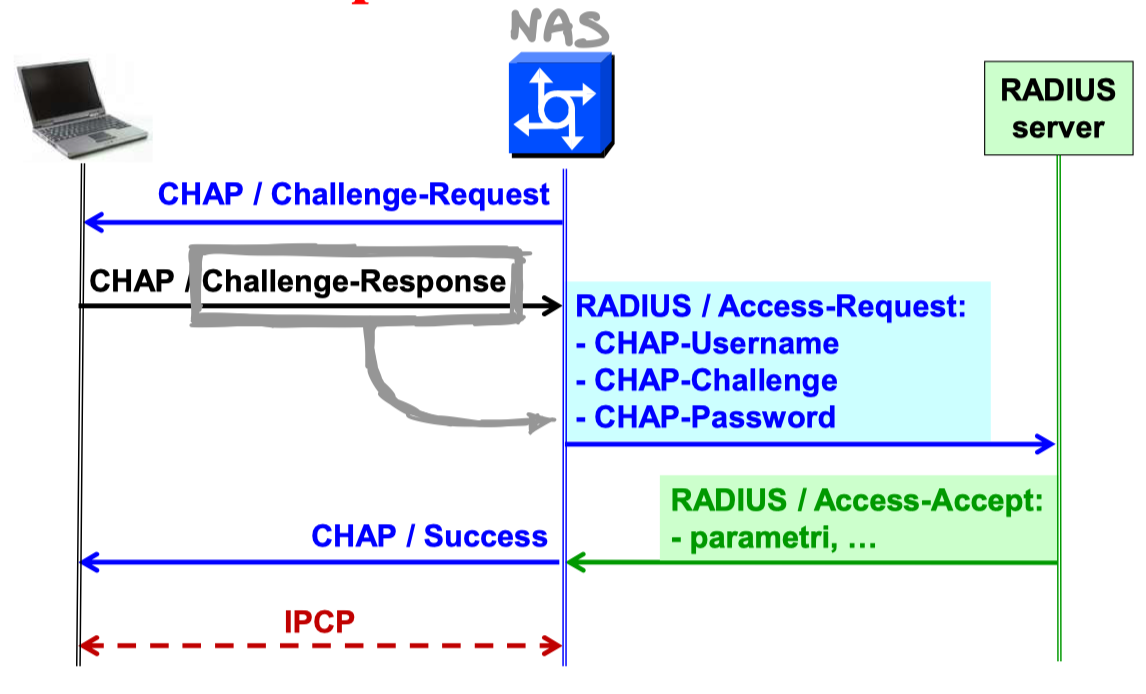 NAS
RADIUS
server
CHAP / Challenge-Request
CHAP / Challenge-Response
RADIUS / Access-Request:
- CHAP-Username
- CHAP-Challenge
- CHAP-Password
RADIUS / Access-Accept:
- parametri, ...
CHAP / Success
IPCP